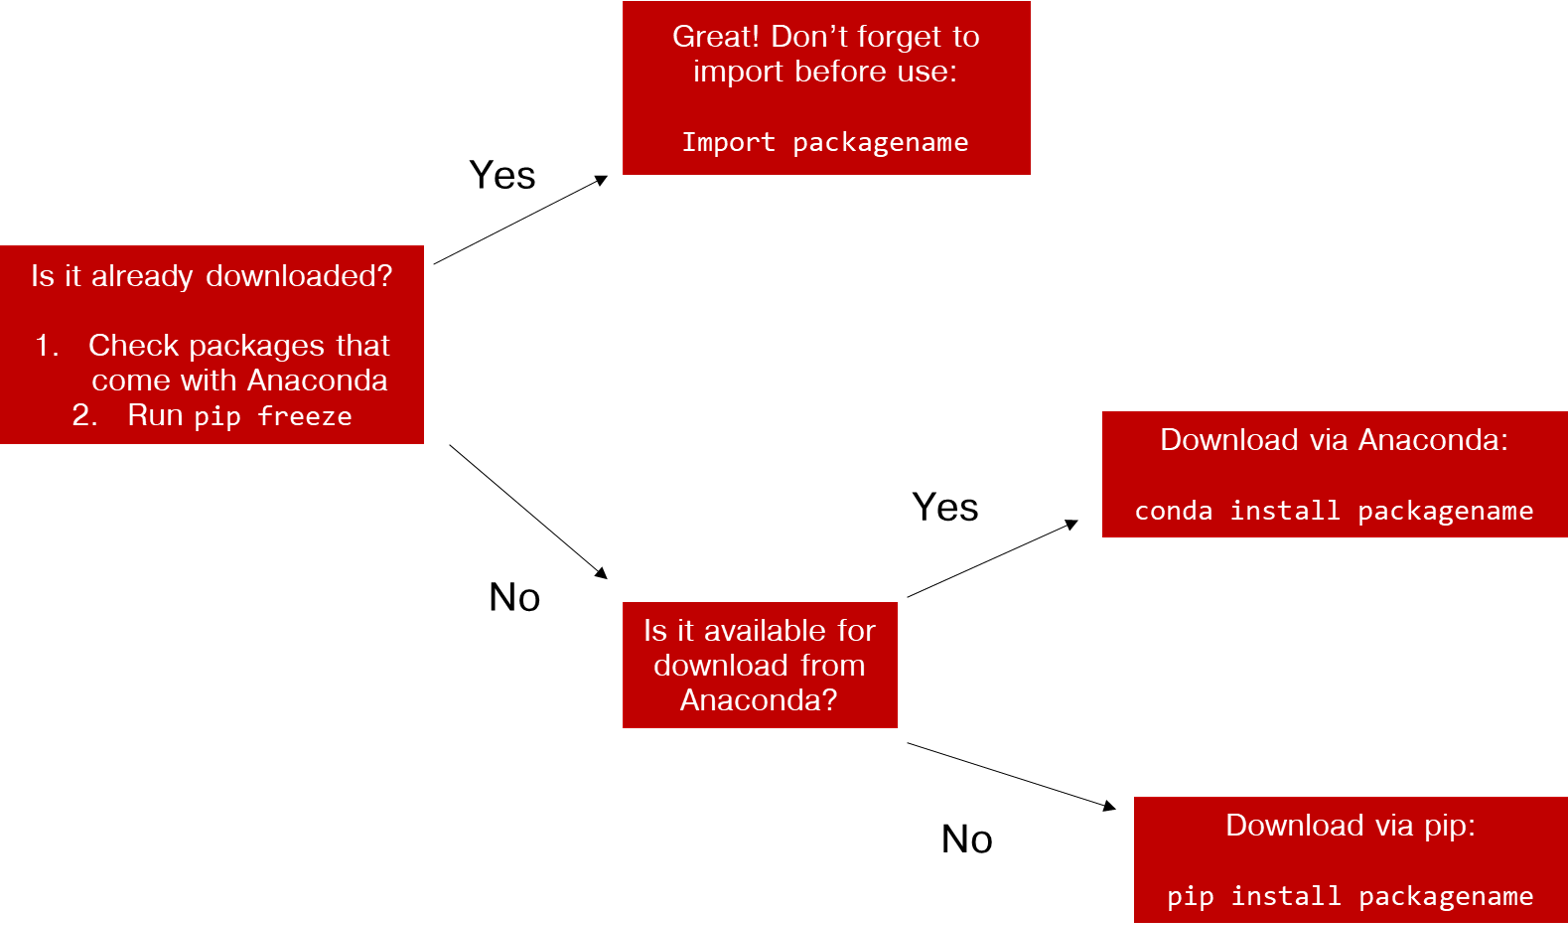 Great! Don’t forget to
import before use:
Import packagename
Yes
Is it already downloaded?
1. Check packages that
come with Anaconda
2. Run pip freeze
No
Is it available for
download from
Anaconda?
Yes
Download via Anaconda:
conda install packagename
No
Download via pip:
pip install packagename